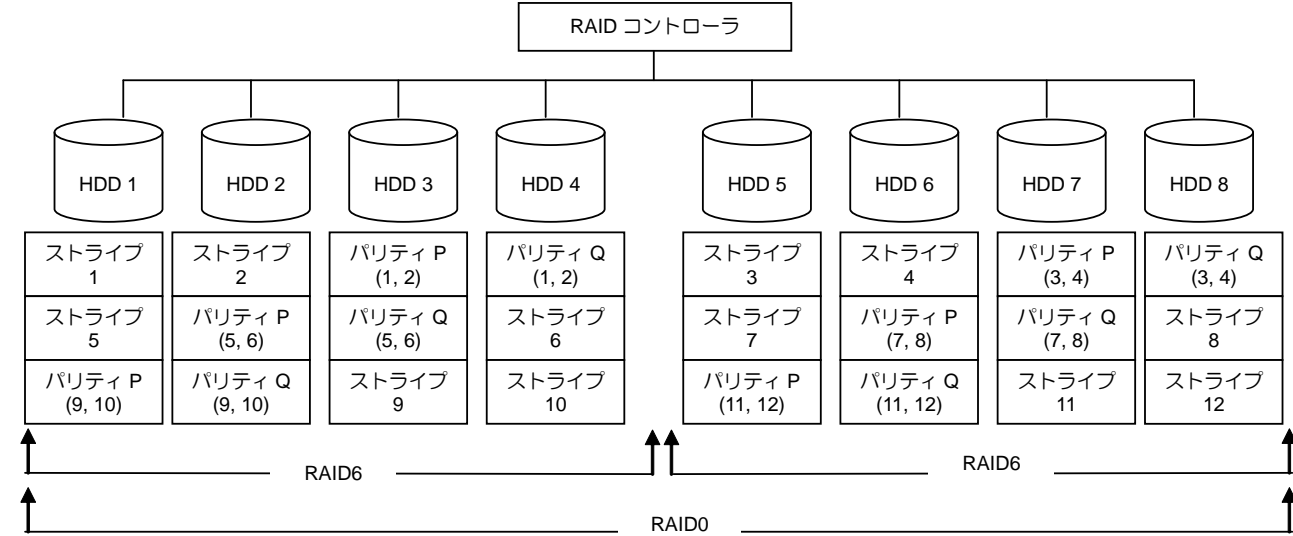 RAID コントローラ
HDD 1
HDD 2
HDD 3
HDD 4
HDD 5
HDD 6
HDD 7
HDD 8
ストライプ
1
ストライプ
2
パリティ P
(1, 2)
パリティ Q
(1, 2)
ストライプ
3
ストライプ
4
パリティ P
(3, 4)
パリティ Q
(3, 4)
ストライプ
5
パリティ P
(5, 6)
パリティ Q
(5, 6)
ストライプ
6
ストライプ
7
パリティ P
(7, 8)
パリティ Q
(7, 8)
ストライプ
8
パリティ P
(9, 10)
パリティ Q
(9, 10)
ストライプ
9
ストライプ
10
パリティ P
(11, 12)
パリティ Q
(11, 12)
ストライプ
11
ストライプ
12
RAID6
RAID6
RAID0